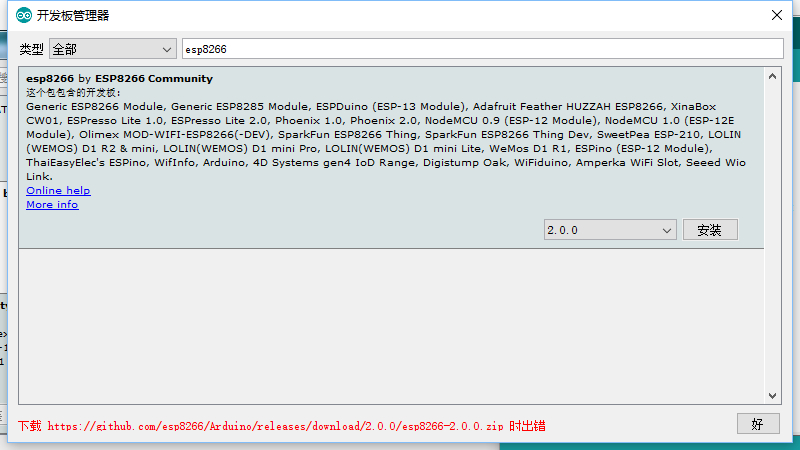 开发板管理器
类型 全部 esp8266
esp8266 by ESP8266 Community
这个包包含的开发板:
Generic ESP8266 Module, Generic ESP8285 Module, ESPDuino (ESP-13 Module), Adafruit Feather HUZZAH ESP8266, XinaBox
CW01, ESPresso Lite 1.0, ESPresso Lite 2.0, Phoenix 1.0, Phoenix 2.0, NodeMCU 0.9 (ESP-12 Module), NodeMCU 1.0 (ESP-12E
Module), Olimex MOD-WIFI-ESP8266(-DEV), SparkFun ESP8266 Thing, SparkFun ESP8266 Thing Dev, SweetPea ESP-210, LOLIN
(WEMOS) D1 R2 & mini, LOLIN(WEMOS) D1 mini Pro, LOLIN(WEMOS) D1 mini Lite, WeMos D1 R1, ESPino (ESP-12 Module),
ThaiEasyElec's ESPino, WifInfo, Arduino, 4D Systems gen4 IoD Range, Digistump Oak, WiFiduino, Amperka WiFi Slot, Seeed Wio
Link.
Online help
More info
2.0.0 安装
下载 https://github.com/esp8266/Arduino/releases/download/2.0.0/esp8266-2.0.0.zip 时出错
好